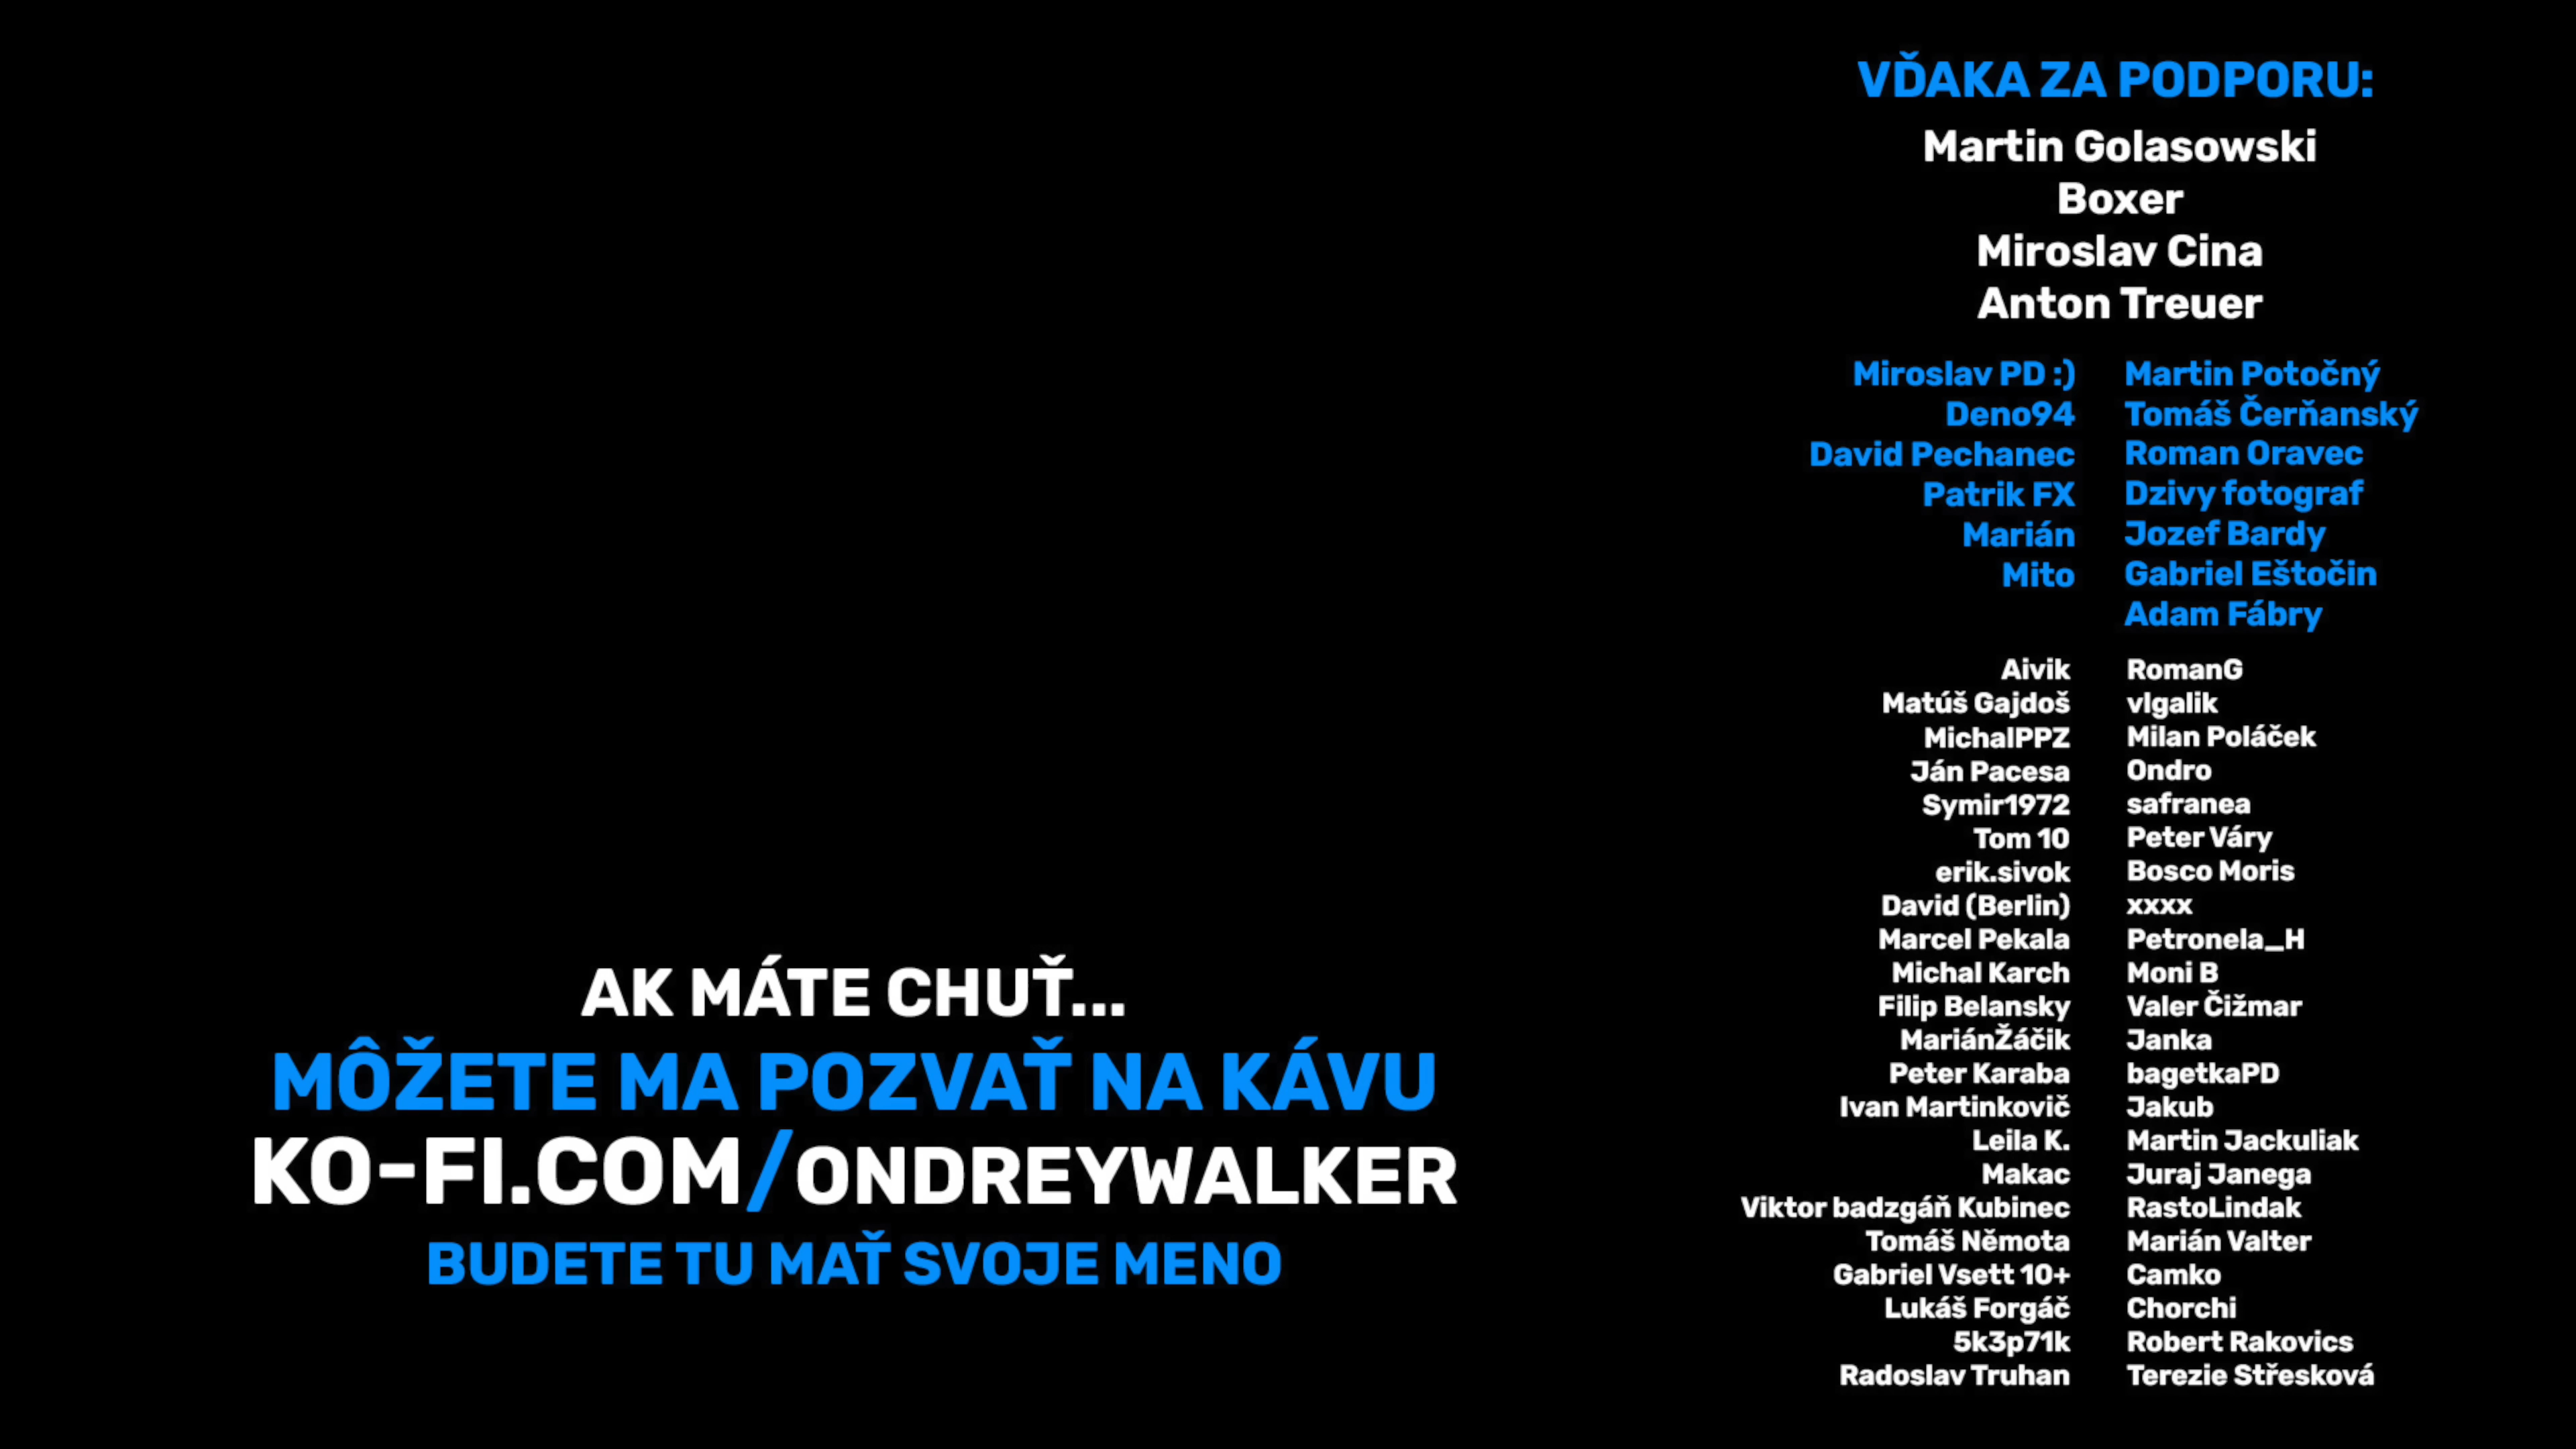 VĎAKA ZA PODPORU:
Martin Golasowski
Boxer
Miroslav Cina
Anton Treuer
Miroslav PD :)
Deno94
David Pechanec
Patrik FX
Marián
Mito
Martin Potočný
Tomáš Čerňanský
Roman Oravec
Dzivy fotograf
Jozef Bardy
Gabriel Eštočin
Adam Fábry
Aivik
Matúš Gajdoš
MichalPPZ
Ján Pacesa
Symir1972
Tom 10
erik.sivok
David (Berlin)
Marcel Pekala
Michal Karch
Filip Belansky
MariánŽáčik
Peter Karaba
Ivan Martinkovič
Leila K.
Makac
Viktor badzgáň Kubinec
Tomáš Němota
Gabriel Vsett 10+
Lukáš Forgáč
5k3p71k
Radoslav Truhan
RomanG
vlgalik
Milan Poláček
Ondro
safranea
Peter Váry
Bosco Moris
xxxx
Petronela_H
Moni B
Valer Čižmar
Janka
bagetkaPD
Jakub
Martin Jackuliak
Juraj Janega
RastoLindak
Marián Valter
Camko
Chorchi
Robert Rakovics
Terezie Střesková
AK MÁTE CHUŤ...
MÔŽETE MA POZVAŤ NA KÁVU
KO-FI.COM/ONDREYWALKER
BUDETE TU MAŤ SVOJE MENO